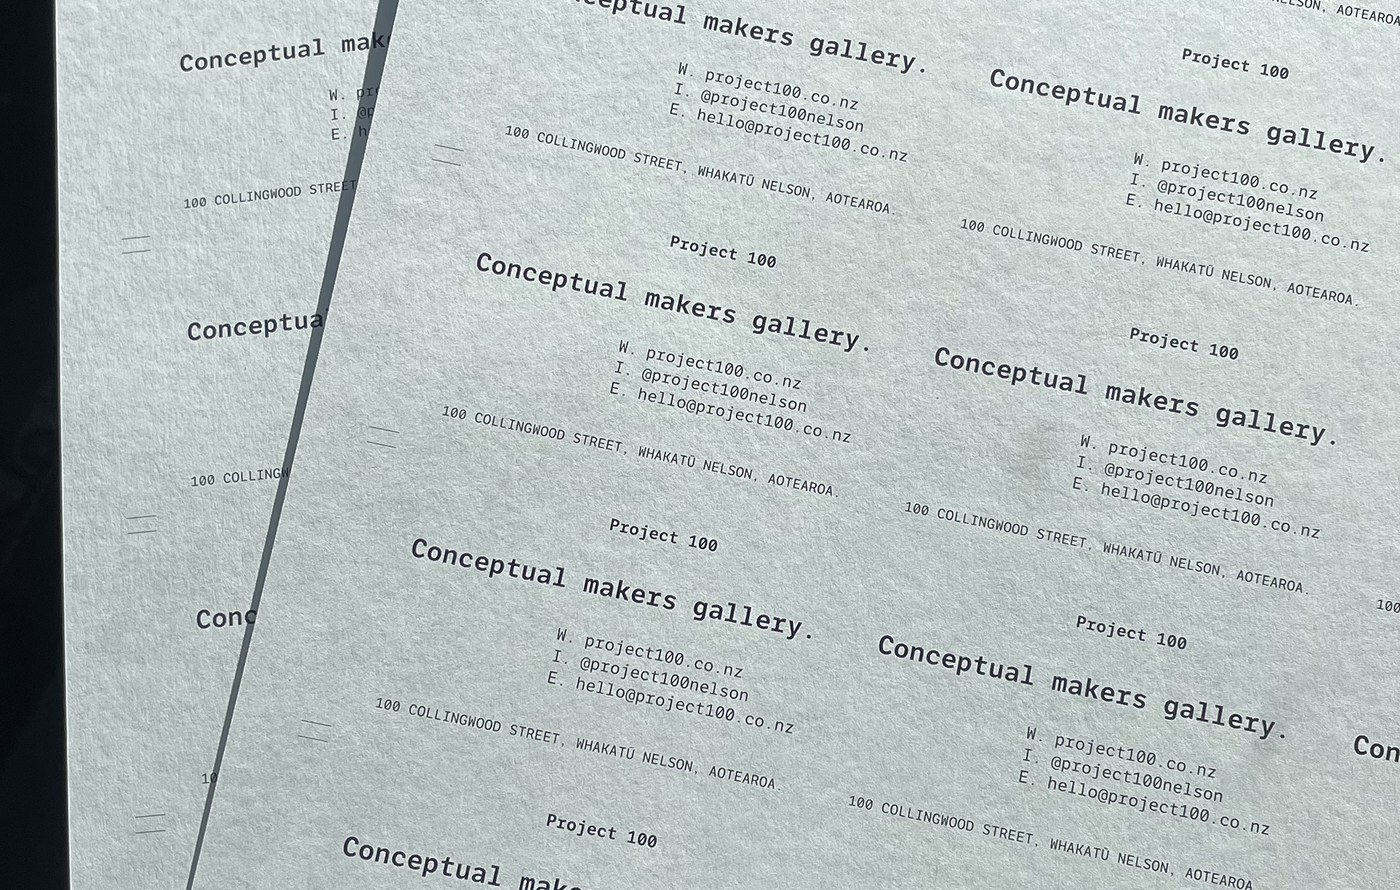 Conceptual mak
W. pro
I. @p
E. h
100 COLLINGWOOD STREET
Conceptua
100 COLLINGW
Conc
10
ceptual makers gallery.
W. project100.co.nz
I. @project100nelson
E. hello@project100.co.nz
100 COLLINGWOOD STREET, WHAKATŪ NELSON, AOTEAROA.
Project 100
Conceptual makers gallery.
W. project100.co.nz
I. @project100nelson
E. hello@project100.co.nz
100 COLLINGWOOD STREET, WHAKATŪ NELSON, AOTEAROA.
Project 100
Conceptual makers gallery.
W. project100.co.nz
I. @project100nelson
E. hello@project100.co.nz
100 COLLINGWOOD STREET, WHAKATŪ NELSON, AOTEAROA.
Project 100
Conceptual make
NELSON, AOTEAROA
Project 100
Conceptual makers gallery.
W. project100.co.nz
I. @project100nelson
E. hello@project100.co.nz
100 COLLINGWOOD STREET, WHAKATŪ NELSON, AOTEAROA.
Project 100
Conceptual makers gallery.
W. project100.co.nz
I. @project100nelson
E. hello@project100.co.nz
100 COLLINGWOOD STREET, WHAKATŪ NELSON, AOTEAROA.
Project 100
Conceptual makers gallery.
W. project100.co.nz
I. @project100nelson
E. hello@project100.co.nz
100 COLLINGWOOD STREET, WHAKATŪ NELSON, AOTEAROA.
100
Con